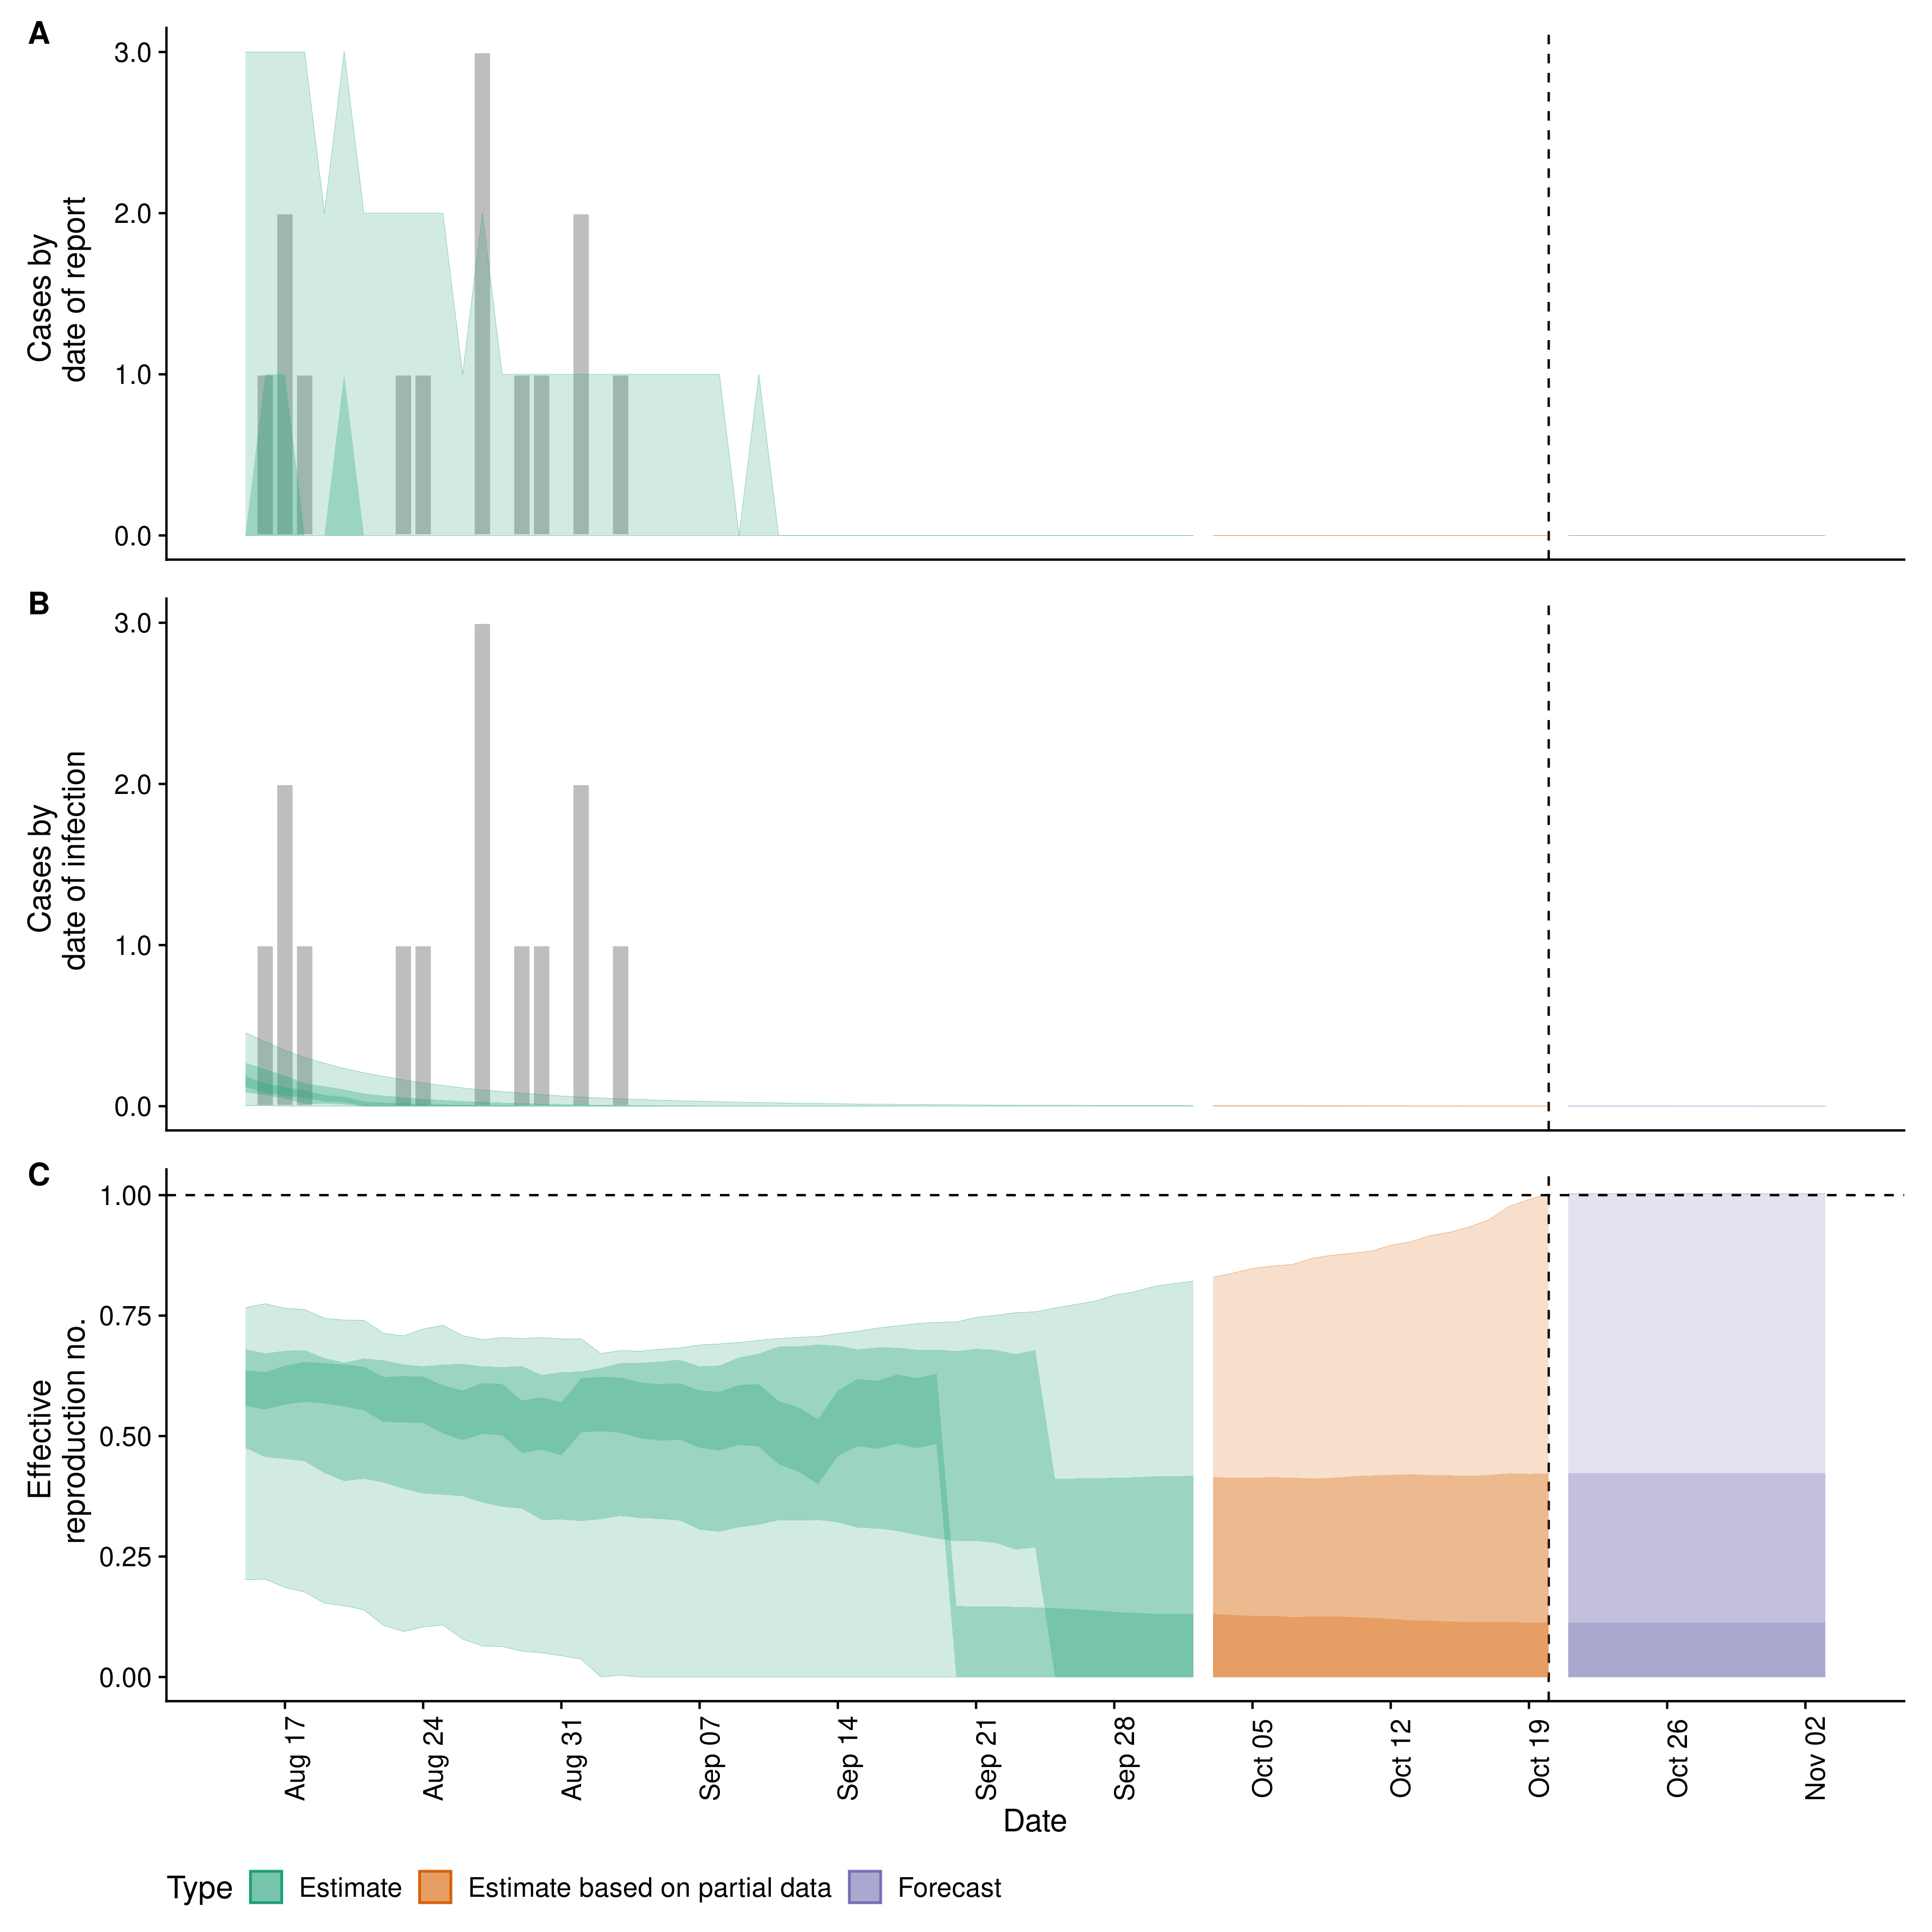 A
3.0
2.0
1.0
0.0
Cases by
date of report
B
3.0
2.0
1.0
0.0
Cases by
date of infection
C
1.00
0.75
0.50
0.25
0.00
Effective
reproduction no.
Aug 17
Aug 24
Aug 31
Sep 07
Sep 14
Sep 21
Sep 28
Oct 05
Oct 12
Oct 19
Oct 26
Nov 02
Date
Type Estimate Estimate based on partial data Forecast